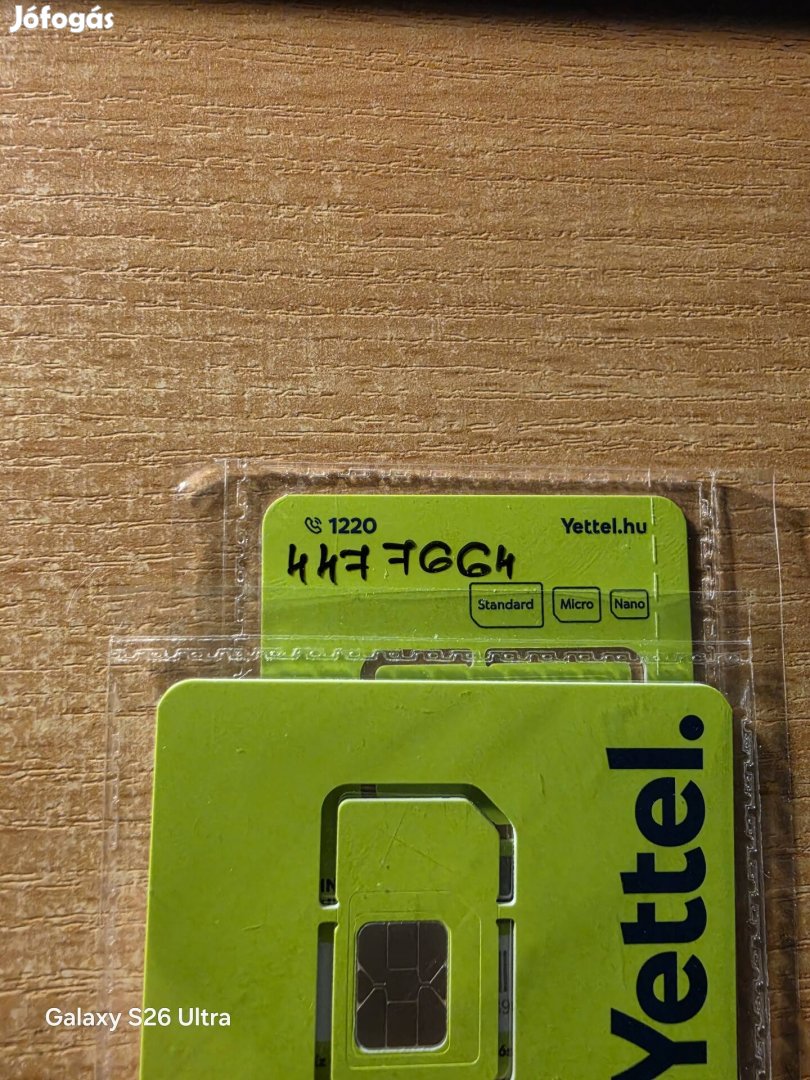 Jófogás
1220
Yettel.hu
447 7664
Standard
Micro
Nano
Yettel.
Galaxy S26 Ultra